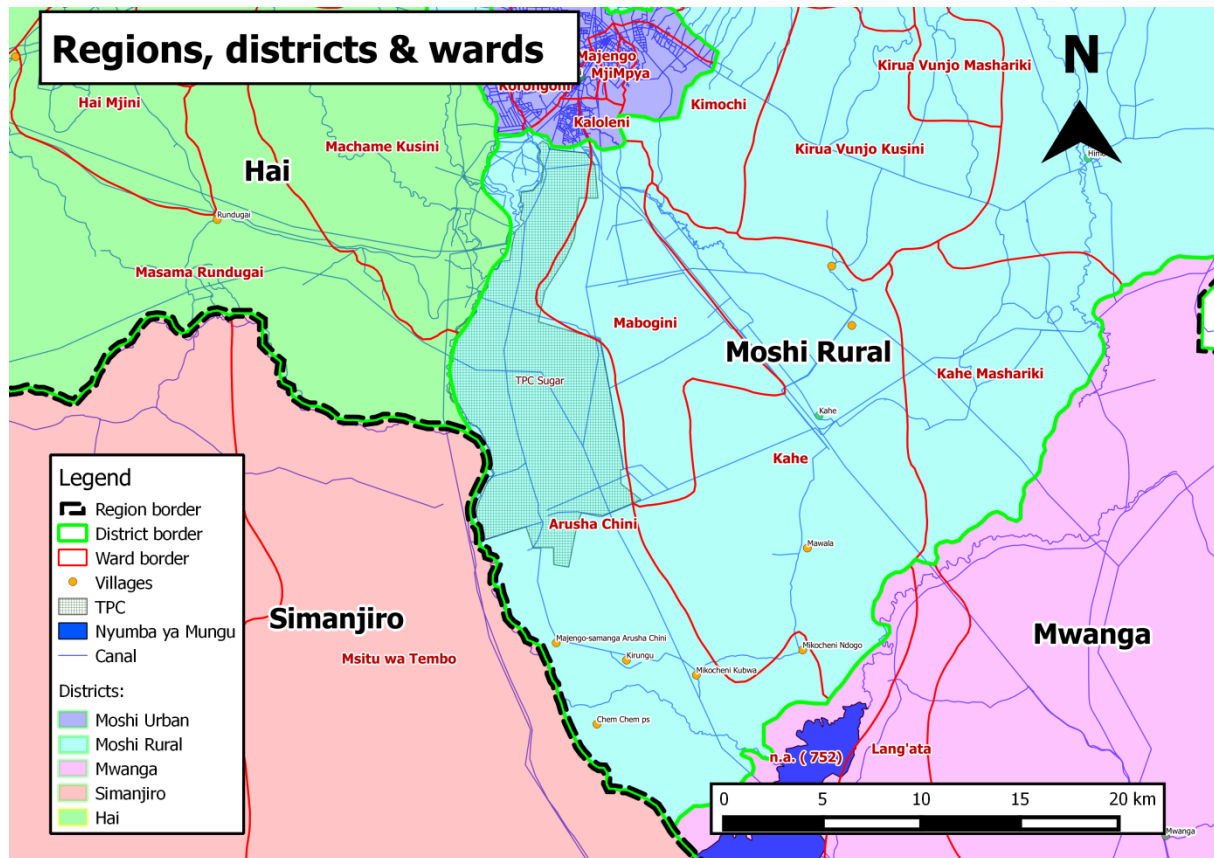 Regions, districts & wards
N
Majengo
MjiMpya
Korongoni
Kaloleni
Kimochi
Kirua Vunjo Mashariki
Hai Mjini
Machame Kusini
Kirua Vunjo Kusini
Hai
Rundugai
Masama Rundugai
Mabogini
Moshi Rural
TPC Sugar
Kahe Mashariki
Kahe
Kahe
Arusha Chini
Mawala
Simanjiro
Msitu wa Tembo
Mwanga
Majengo-samanga Arusha Chini
Kirungu
Mikocheni Kubwa
Mikocheni Ndogo
Chem Chem ps
n.a. ( 752)
Lang'ata
Mwanga
Legend
Region border
District border
Ward border
Villages
TPC
Nyumba ya Mungu
Canal
Districts:
Moshi Urban
Moshi Rural
Mwanga
Simanjiro
Hai
0 5 10 15 20 km